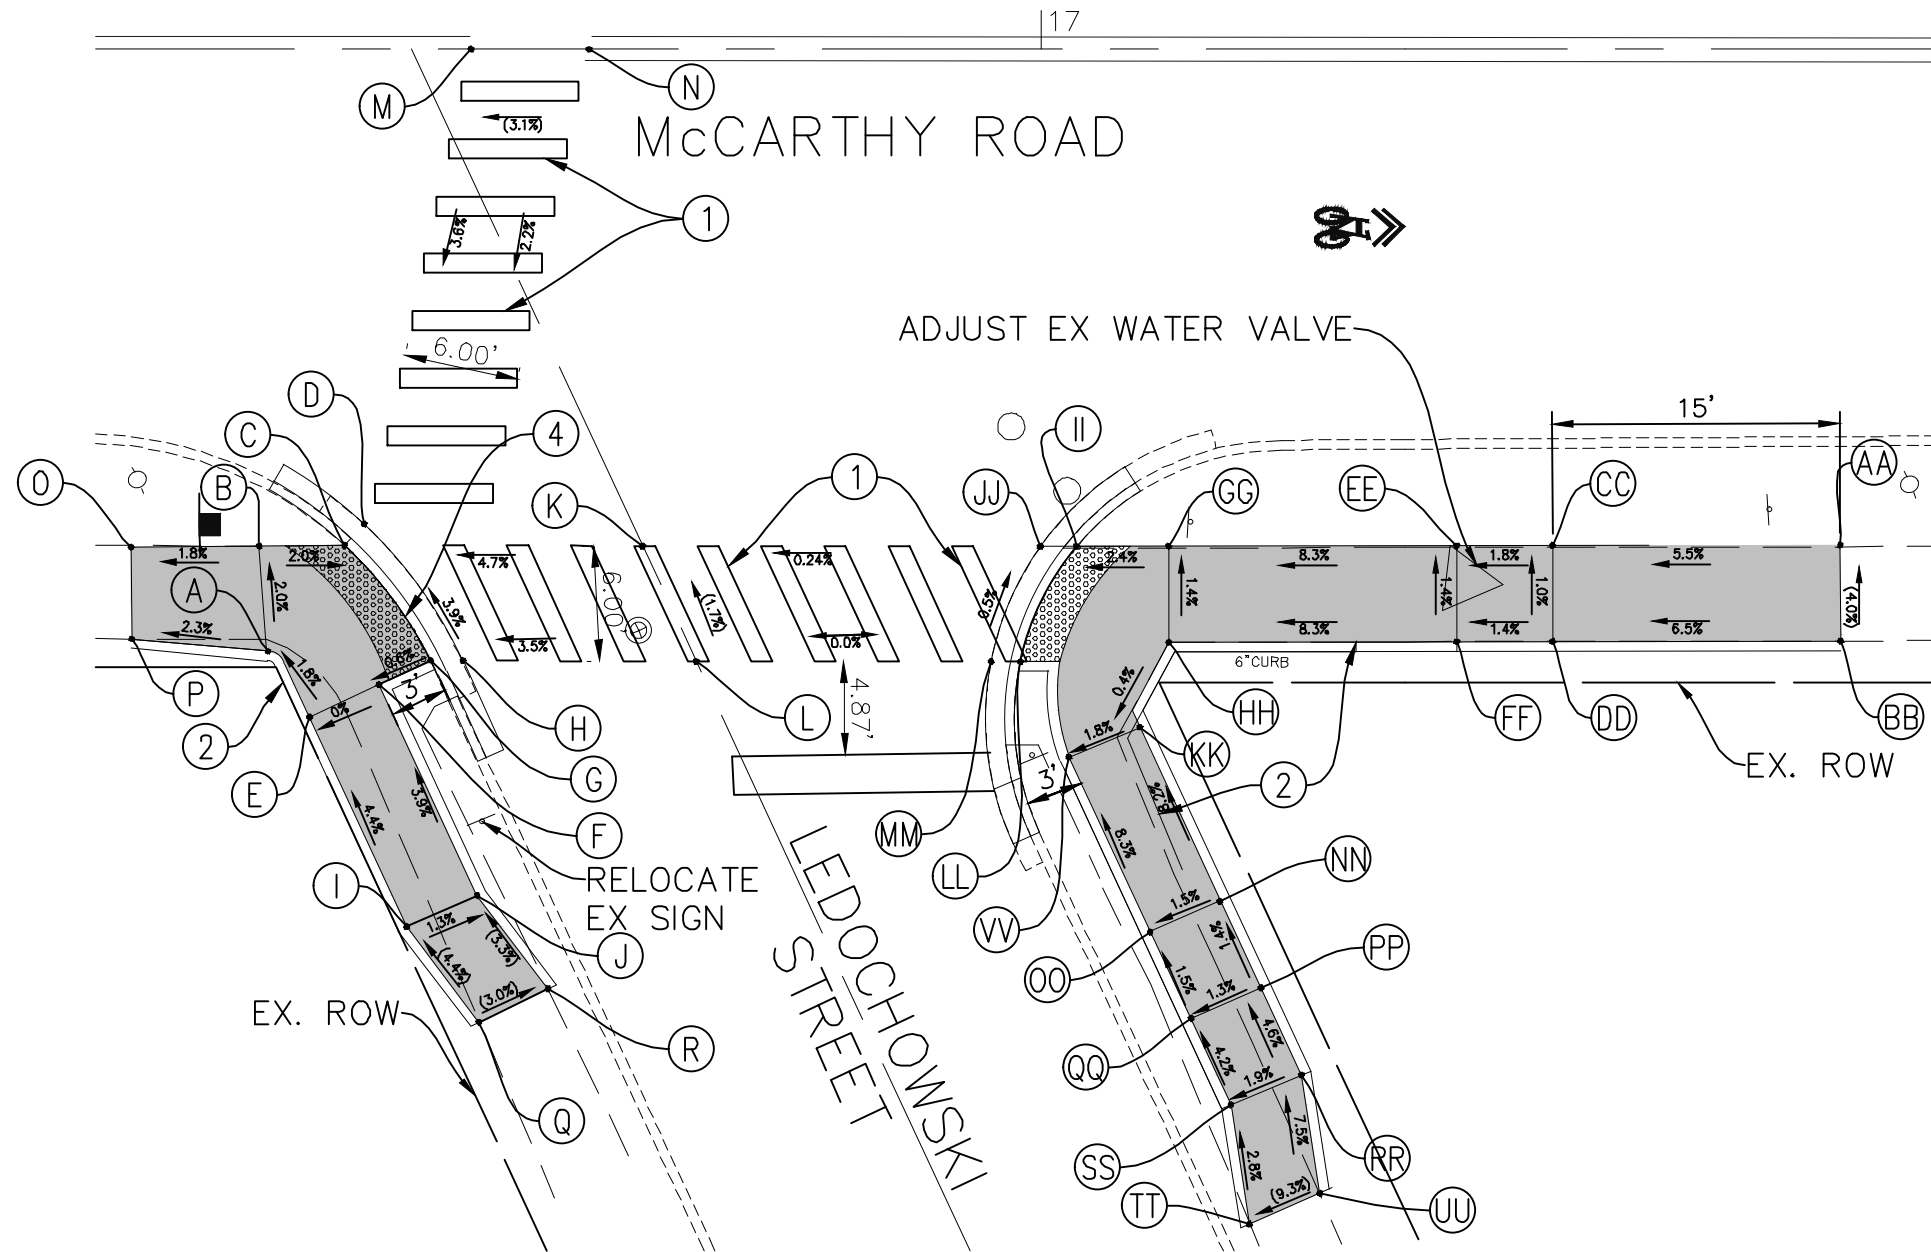 17
M
N
(3.1%)
McCARTHY ROAD
1
3.6%
2.2%
ADJUST EX WATER VALVE
6.00'
D
C
4
II
15'
O
B
K
1
JJ
GG
EE
CC
AA
1.8%
2.0%
4.7%
0.24%
2.4%
8.3%
1.8%
5.5%
A
2.0%
3.9%
6.00'
(1.7%)
0.5%
1.4%
1.4%
1.0%
(4.0%)
2.3%
3.5%
0.0%
8.3%
1.4%
6.5%
1.8%
0.6%
6"CURB
P
3'
4.87'
0.4%
0%
H
L
HH
FF
DD
BB
2
1.8%
KK
E
G
3'
2
EX. ROW
4.4%
3.9%
F
MM
8.3%
8.2%
I
RELOCATE
EX SIGN
LL
NN
1.3%
J
VV
1.5%
(4.4%)
(3.3%)
1.4%
PP
EX. ROW
(3.0%)
OO
1.5%
1.3%
R
LEDOCHOWSKI
STREET
QQ
4.2%
4.6%
1.9%
Q
SS
7.5%
RR
2.8%
TT
(9.3%)
UU